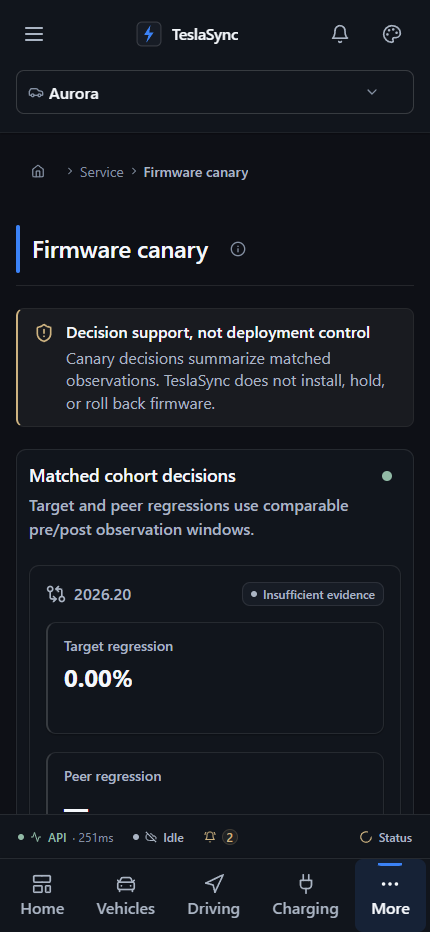 TeslaSync
Aurora
Service
Firmware canary
Firmware canary
Decision support, not deployment control
Canary decisions summarize matched
observations. TeslaSync does not install, hold,
or roll back firmware.
Matched cohort decisions
Target and peer regressions use comparable
pre/post observation windows.
2026.20
Insufficient evidence
Target regression
0.00%
Peer regression
—
API · 251ms
Idle
2
Status
Home
Vehicles
Driving
Charging
More